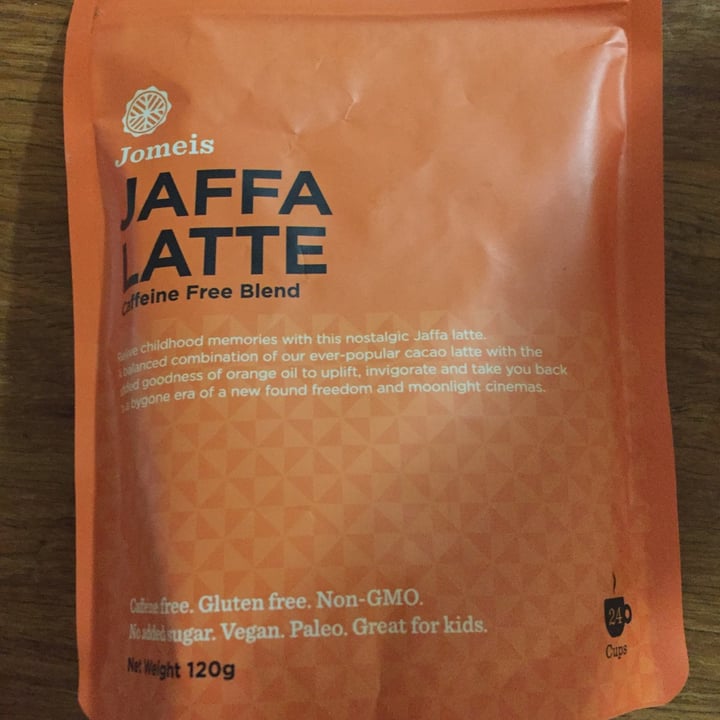 Jomeis
JAFFA
LATTE
Caffeine Free Blend
Relive childhood memories with this nostalgic Jaffa latte.
balanced combination of our ever-popular cacao latte with the
added goodness of orange oil to uplift, invigorate and take you back
a bygone era of a new found freedom and moonlight cinemas.
Caffeine free. Gluten free. Non-GMO.
No added sugar. Vegan. Paleo. Great for kids.
Net Weight 120g
24
Cups